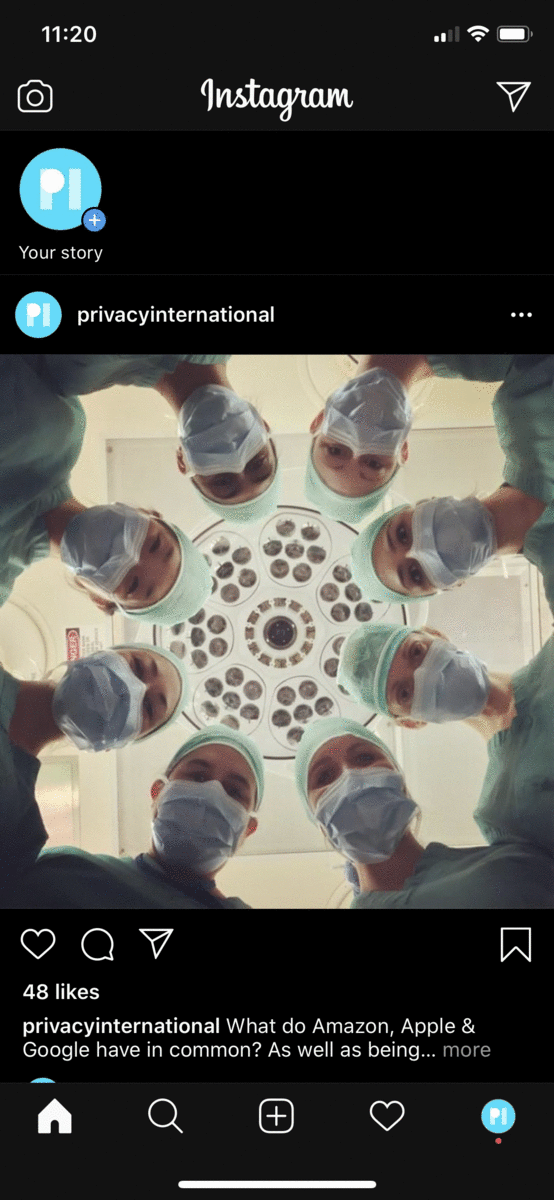 11:20
Instagram
PI
Your story
PI
privacyinternational
DANGER
48 likes
privacyinternational What do Amazon, Apple &
Google have in common? As well as being... more
PI